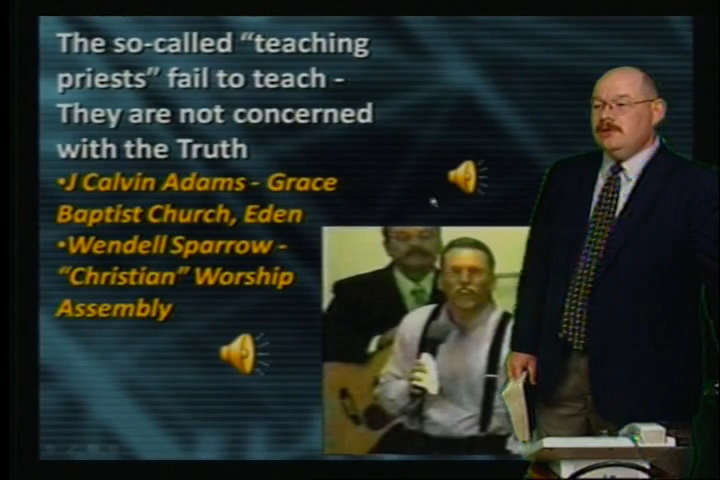 The so-called “teaching
priests” fail to teach -
They are not concerned
with the Truth
•J Calvin Adams - Grace
Baptist Church, Eden
•Wendell Sparrow -
“Christian” Worship
Assembly